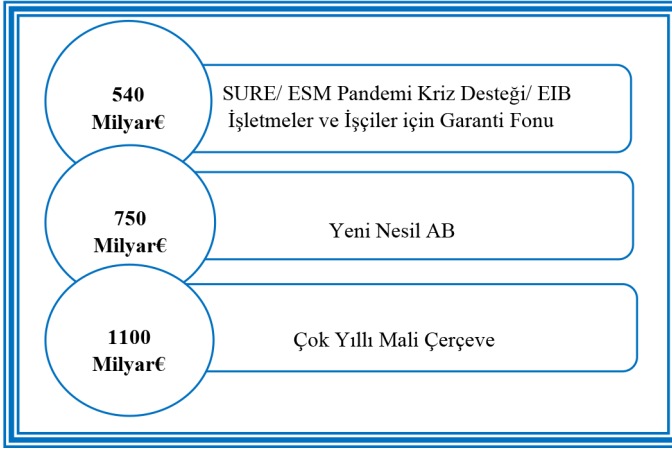 540
Milyar€
SURE/ ESM Pandemi Kriz Desteği/ EIB
İşletmeler ve İşçiler için Garanti Fonu
750
Milyar€
Yeni Nesil AB
1100
Milyar€
Çok Yıllı Mali Çerçeve